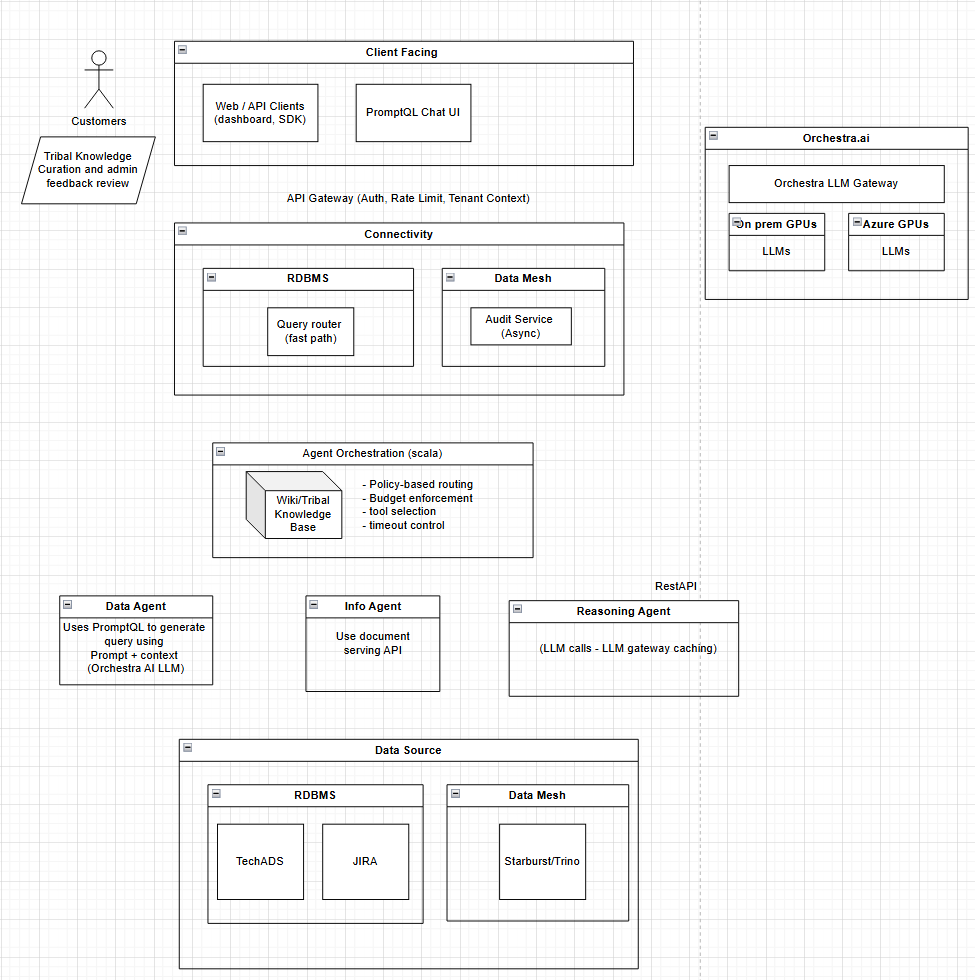 Client Facing
Customers
Web / API Clients
(dashboard, SDK)
PromptQL Chat UI
Tribal Knowledge
Curation and admin
feedback review
Orchestra.ai
Orchestra LLM Gateway
On prem GPUs
LLMs
Azure GPUs
LLMs
API Gateway (Auth, Rate Limit, Tenant Context)
Connectivity
RDBMS
Query router
(fast path)
Data Mesh
Audit Service
(Async)
Agent Orchestration (scala)
Wiki/Tribal
Knowledge
Base
- Policy-based routing
- Budget enforcement
- tool selection
- timeout control
RestAPI
Data Agent
Uses PromptQL to generate
query using
Prompt + context
(Orchestra AI LLM)
Info Agent
Use document
serving API
Reasoning Agent
(LLM calls - LLM gateway caching)
Data Source
RDBMS
TechADS
JIRA
Data Mesh
Starburst/Trino